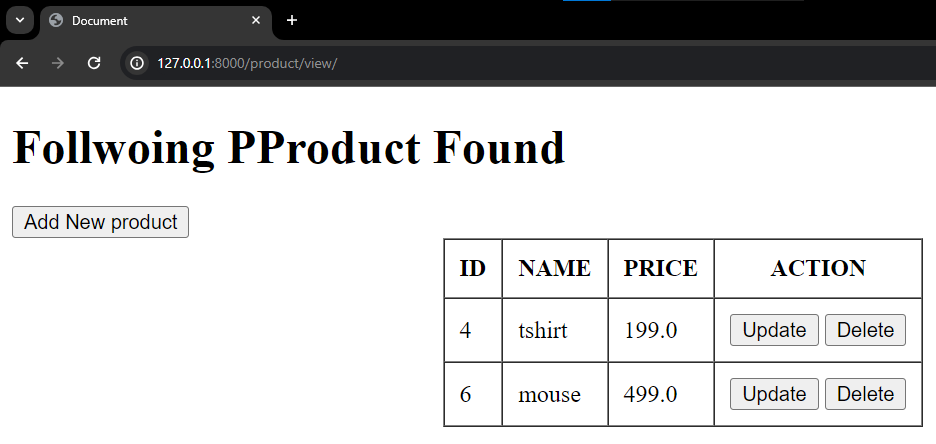 Document
127.0.0.1:8000/product/view/
Follwoing PProduct Found
Add New product
ID NAME PRICE ACTION
4 tshirt 199.0 Update Delete
6 mouse 499.0 Update Delete